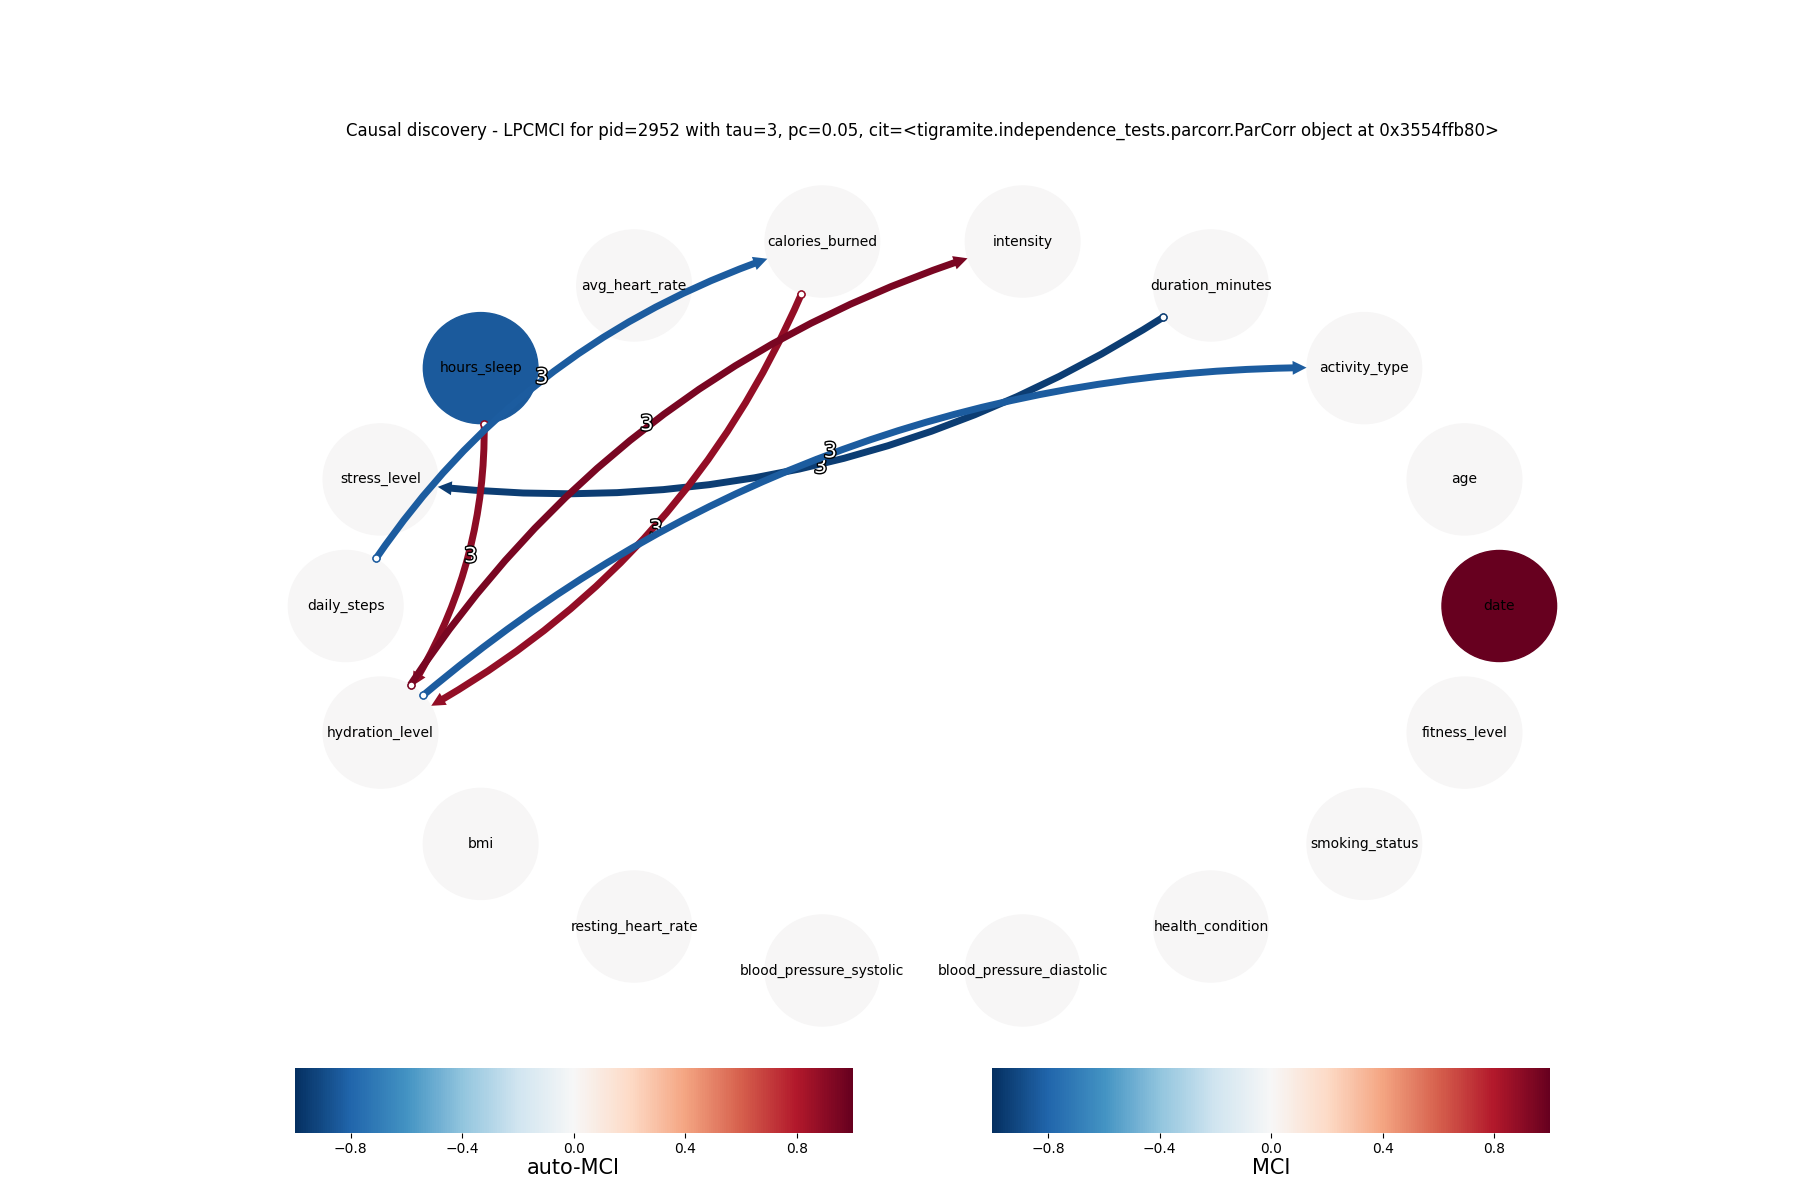 Causal discovery - LPCMCI for pid=2952 with tau=3, pc=0.05, cit=<tigramite.independence_tests.parcorr.ParCorr object at 0x3554ffb80>
calories_burned
intensity
avg_heart_rate
duration_minutes
hours_sleep
activity_type
3
3
3
3
stress_level
age
3
3
daily_steps
date
hydration_level
fitness_level
bmi
smoking_status
resting_heart_rate
health_condition
blood_pressure_systolic
blood_pressure_diastolic
−0.8
−0.4
0.0
0.4
0.8
auto-MCI
−0.8
−0.4
0.0
0.4
0.8
MCI